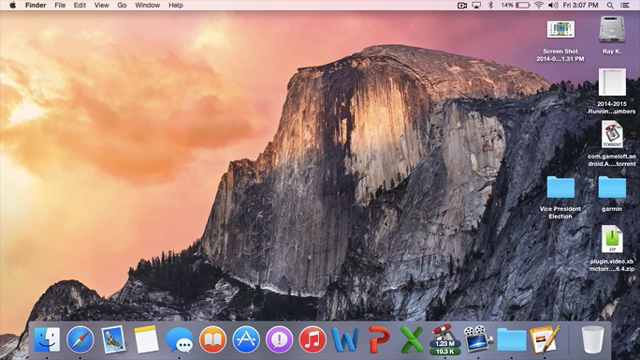 Finder File Edit View Go Window Help 14% Fri 3:07 PM
Screen Shot
2014-0...1.31 PM
Ray K.
2014-2015
Runnin...umbers
TORRENT
com.gameloft.an
droid.A....torrent
Vice President
Election
garmin
ZIP
plugin.video.xb
mctorr....6.4.zip
W P X
1.23 M
19.3 K